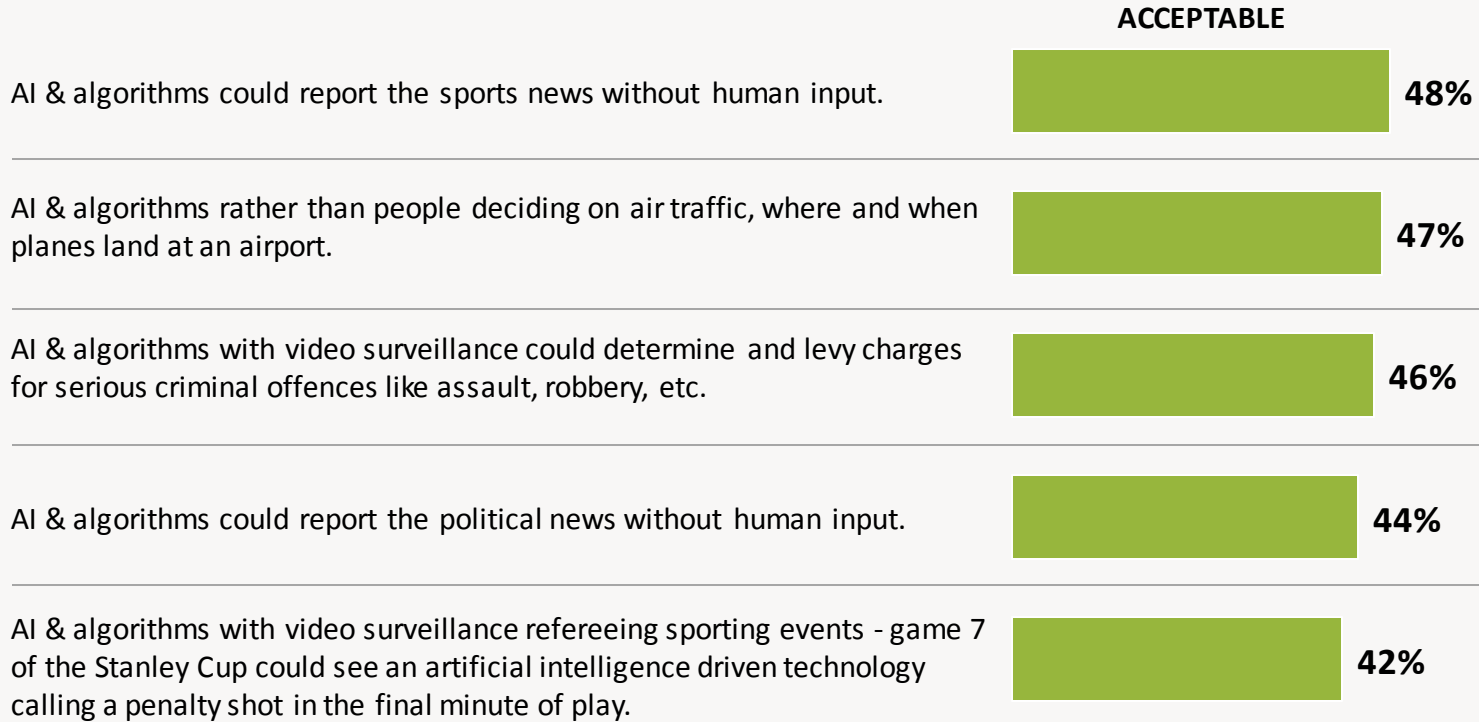 ACCEPTABLE
AI & algorithms could report the sports news without human input.
48%
AI & algorithms rather than people deciding on air traffic, where and when
planes land at an airport.
47%
AI & algorithms with video surveillance could determine and levy charges
for serious criminal offences like assault, robbery, etc.
46%
AI & algorithms could report the political news without human input.
44%
AI & algorithms with video surveillance refereeing sporting events - game 7
of the Stanley Cup could see an artificial intelligence driven technology
calling a penalty shot in the final minute of play.
42%